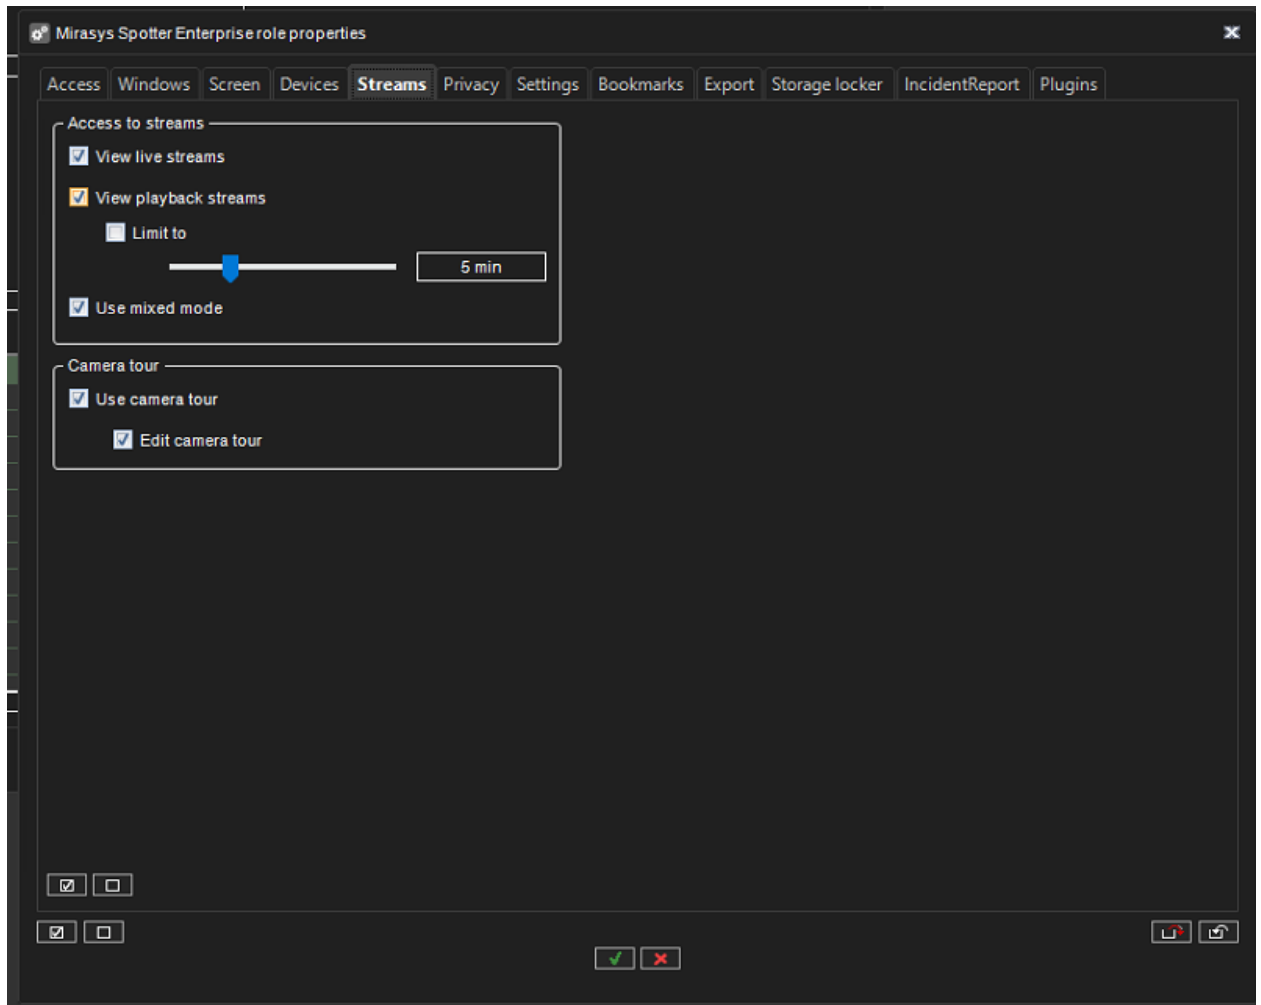 Mirasys Spotter Enterprise role properties
Access Windows Screen Devices Streams Privacy Settings Bookmarks Export Storage locker IncidentReport Plugins
Access to streams
View live streams
View playback streams
Limit to
5 min
Use mixed mode
Camera tour
Use camera tour
Edit camera tour